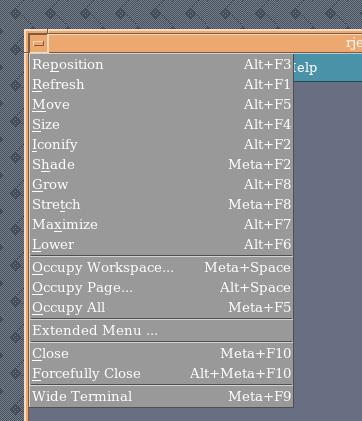 rje
Help
Reposition Alt+F3
Refresh Alt+F1
Move Alt+F5
Size Alt+F4
Iconify Alt+F2
Shade Meta+F2
Grow Alt+F8
Stretch Meta+F8
Maximize Alt+F7
Lower Alt+F6
Occupy Workspace... Meta+Space
Occupy Page... Alt+Space
Occupy All Meta+F5
Extended Menu ...
Close Meta+F10
Forcefully Close Alt+Meta+F10
Wide Terminal Meta+F9